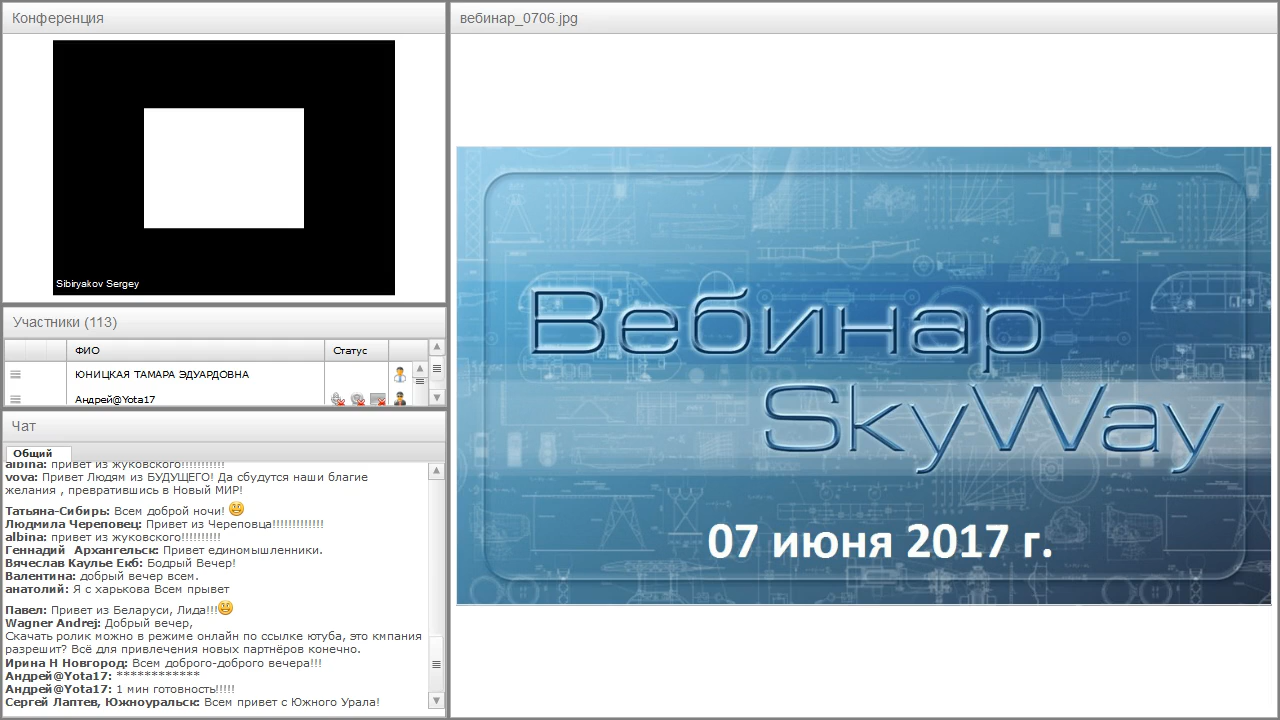 Конференция
Sibiryakov Sergey
Участники (113)
ФИО Статус
ЮНИЦКАЯ ТАМАРА ЭДУАРДОВНА
Андрей@Yota17
Чат
Общий
albina: привет из жуковского!!!!!!!!!!!
vova: Привет Людям из БУДУЩЕГО! Да сбудутся наши благие
желания , превратившись в Новый МИР!
Татьяна-Сибирь: Всем доброй ночи!
Людмила Череповец: Привет из Череповца!!!!!!!!!!!!!
albina: привет из жуковского!!!!!!!!!!
Геннадий Архангельск: Привет единомышленники.
Вячеслав Каулье Екб: Бодрый Вечер!
Валентина: добрый вечер всем.
анатолий: Я с харькова Всем прывет
Павел: Привет из Беларуси, Лида!!!
Wagner Andrej: Добрый вечер,
Скачать ролик можно в режиме онлайн по ссылке ютуба, это кмпания
разрешит? Всё для привлечения новых партнёров конечно.
Ирина Н Новгород: Всем доброго-доброго вечера!!!
Андрей@Yota17: ************
Андрей@Yota17: 1 мин готовность!!!!!
Сергей Лаптев, Южноуральск: Всем привет с Южного Урала!
вебинар_0706.jpg
Вебинар
SkyWay
07 июня 2017 г.